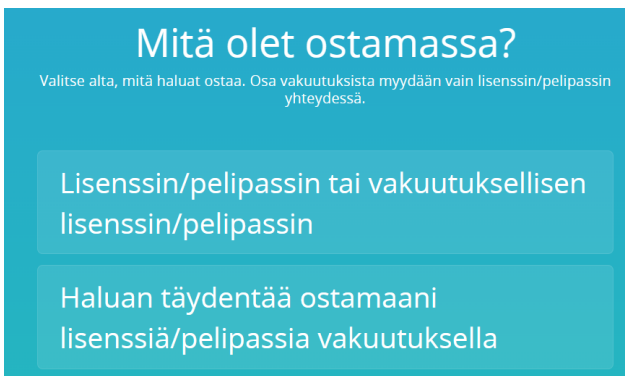 Mitä olet ostamassa?
Valitse alta, mitä haluat ostaa. Osa vakuutuksista myydään vain lisenssin/pelipassin
yhteydessä.
Lisenssin/pelipassin tai vakuutuksellisen
lisenssin/pelipassin
Haluan täydentää ostamaani
lisenssiä/pelipassia vakuutuksella